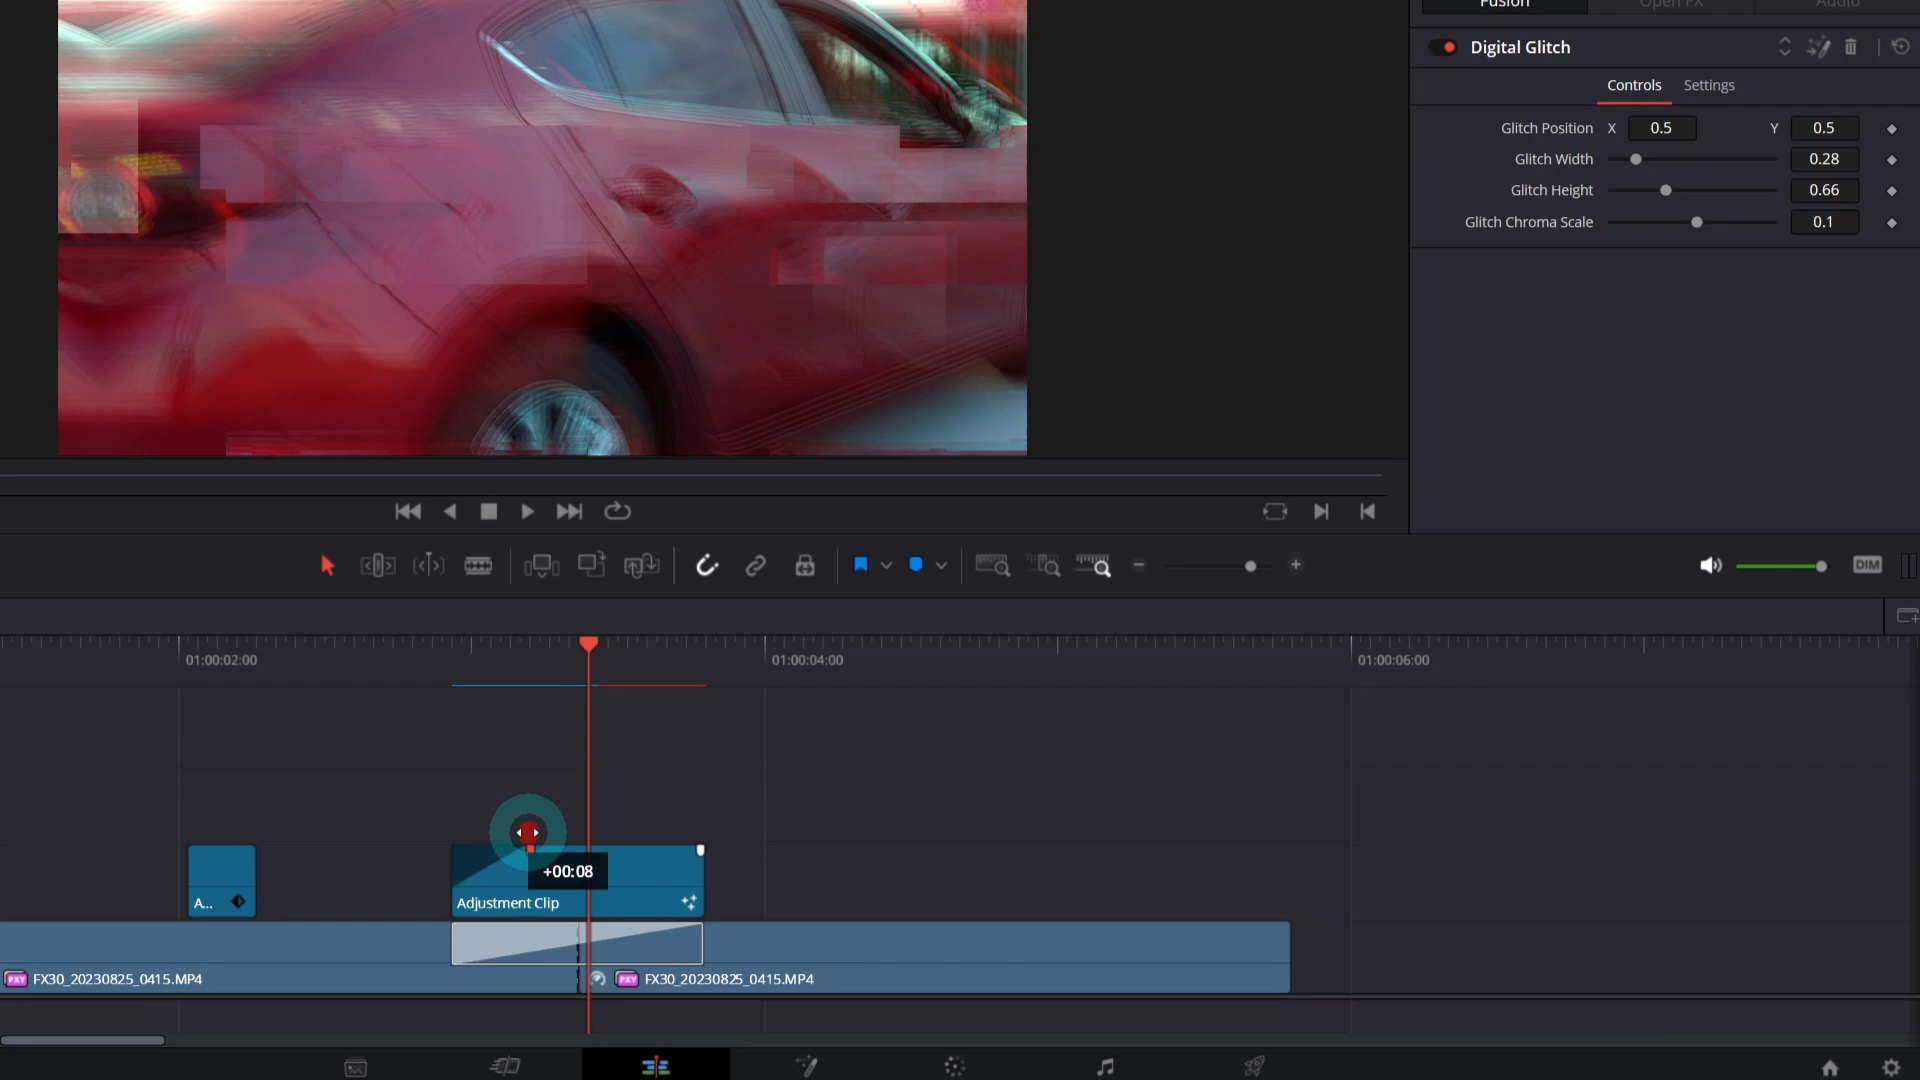 Fusion
Open FX
Audio
Digital Glitch
Controls Settings
Glitch Position X 0.5 Y 0.5
Glitch Width 0.28
Glitch Height 0.66
Glitch Chroma Scale 0.1
DIM
01:00:02:00
01:00:04:00
01:00:06:00
+00:08
A...
Adjustment Clip
PXY FX30_20230825_0415.MP4
PXY FX30_20230825_0415.MP4